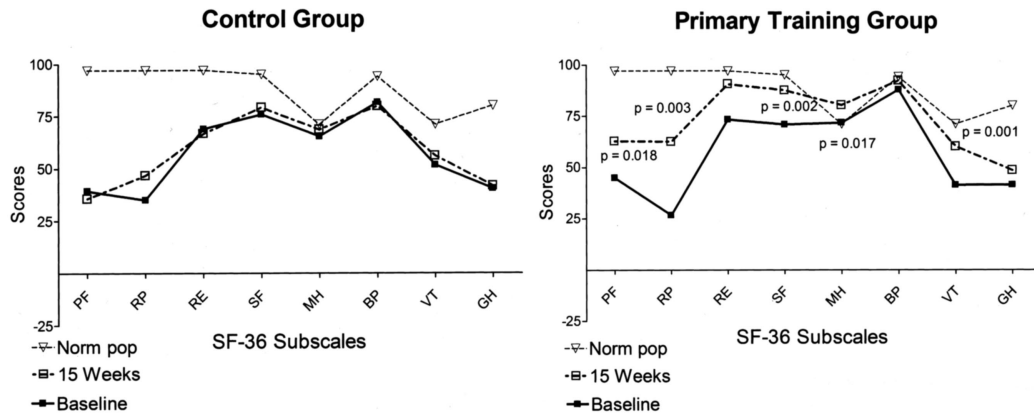 Control Group
100
75
50
25
-25
Scores
PF
RP
RE
SF
MH
BP
VT
GH
SF-36 Subscales
Norm pop
15 Weeks
Baseline
Primary Training Group
100
75
50
25
-25
Scores
p = 0.018
p = 0.003
p = 0.002
p = 0.017
p = 0.001
PF
RP
RE
SF
MH
BP
VT
GH
SF-36 Subscales
Norm pop
15 Weeks
Baseline